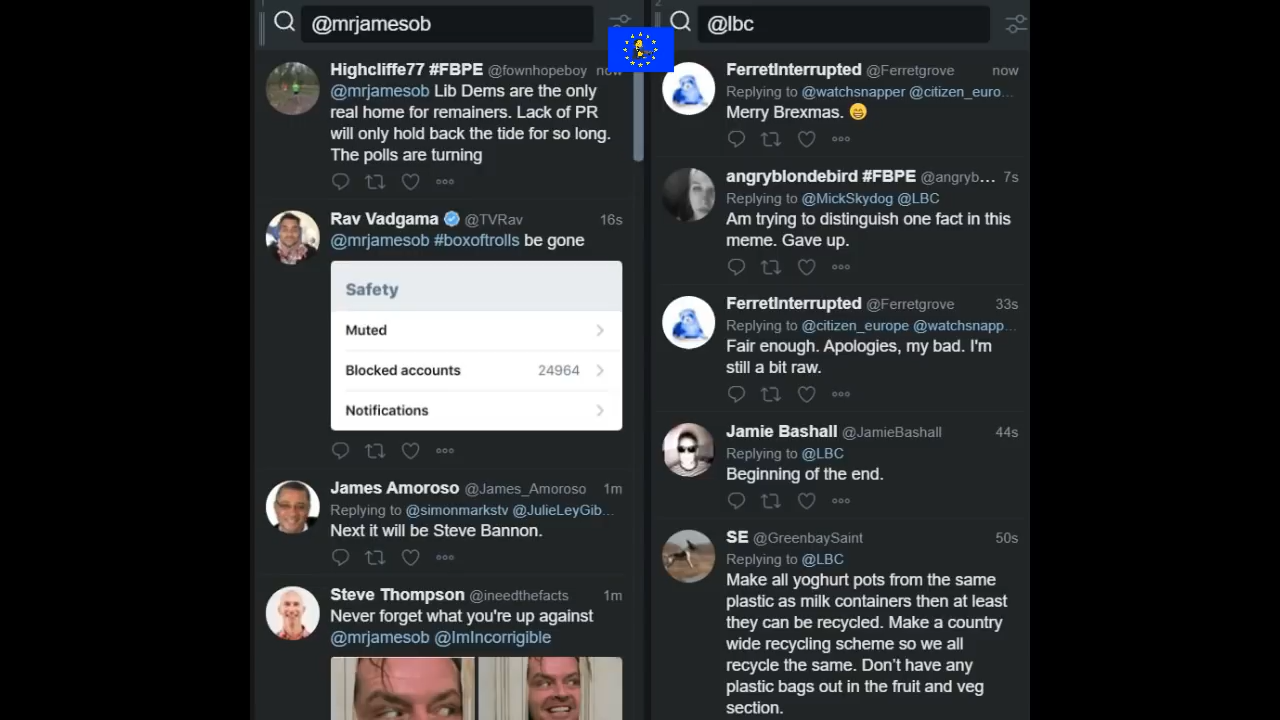 1
@mrjamesob
Highcliffe77 #FBPE @fownhopeboy now
@mrjamesob Lib Dems are the only
real home for remainers. Lack of PR
will only hold back the tide for so long.
The polls are turning
Rav Vadgama @TVRav 16s
@mrjamesob #boxoftrolls be gone
Safety
Muted
Blocked accounts 24964
Notifications
James Amoroso @James_Amoroso 1m
Replying to @simonmarkstv @JulieLeyGib...
Next it will be Steve Bannon.
Steve Thompson @ineedthefacts 1m
Never forget what you're up against
@mrjamesob @ImIncorrigible
2
@lbc
FerretInterrupted @Ferretgrove now
Replying to @watchsnapper @citizen_euro...
Merry Brexmas. 😁
angryblondebird #FBPE @angryb... 7s
Replying to @MickSkydog @LBC
Am trying to distinguish one fact in this
meme. Gave up.
FerretInterrupted @Ferretgrove 33s
Replying to @citizen_europe @watchsnapp...
Fair enough. Apologies, my bad. I'm
still a bit raw.
Jamie Bashall @JamieBashall 44s
Replying to @LBC
Beginning of the end.
SE @GreenbaySaint 50s
Replying to @LBC
Make all yoghurt pots from the same
plastic as milk containers then at least
they can be recycled. Make a country
wide recycling scheme so we all
recycle the same. Don't have any
plastic bags out in the fruit and veg
section.